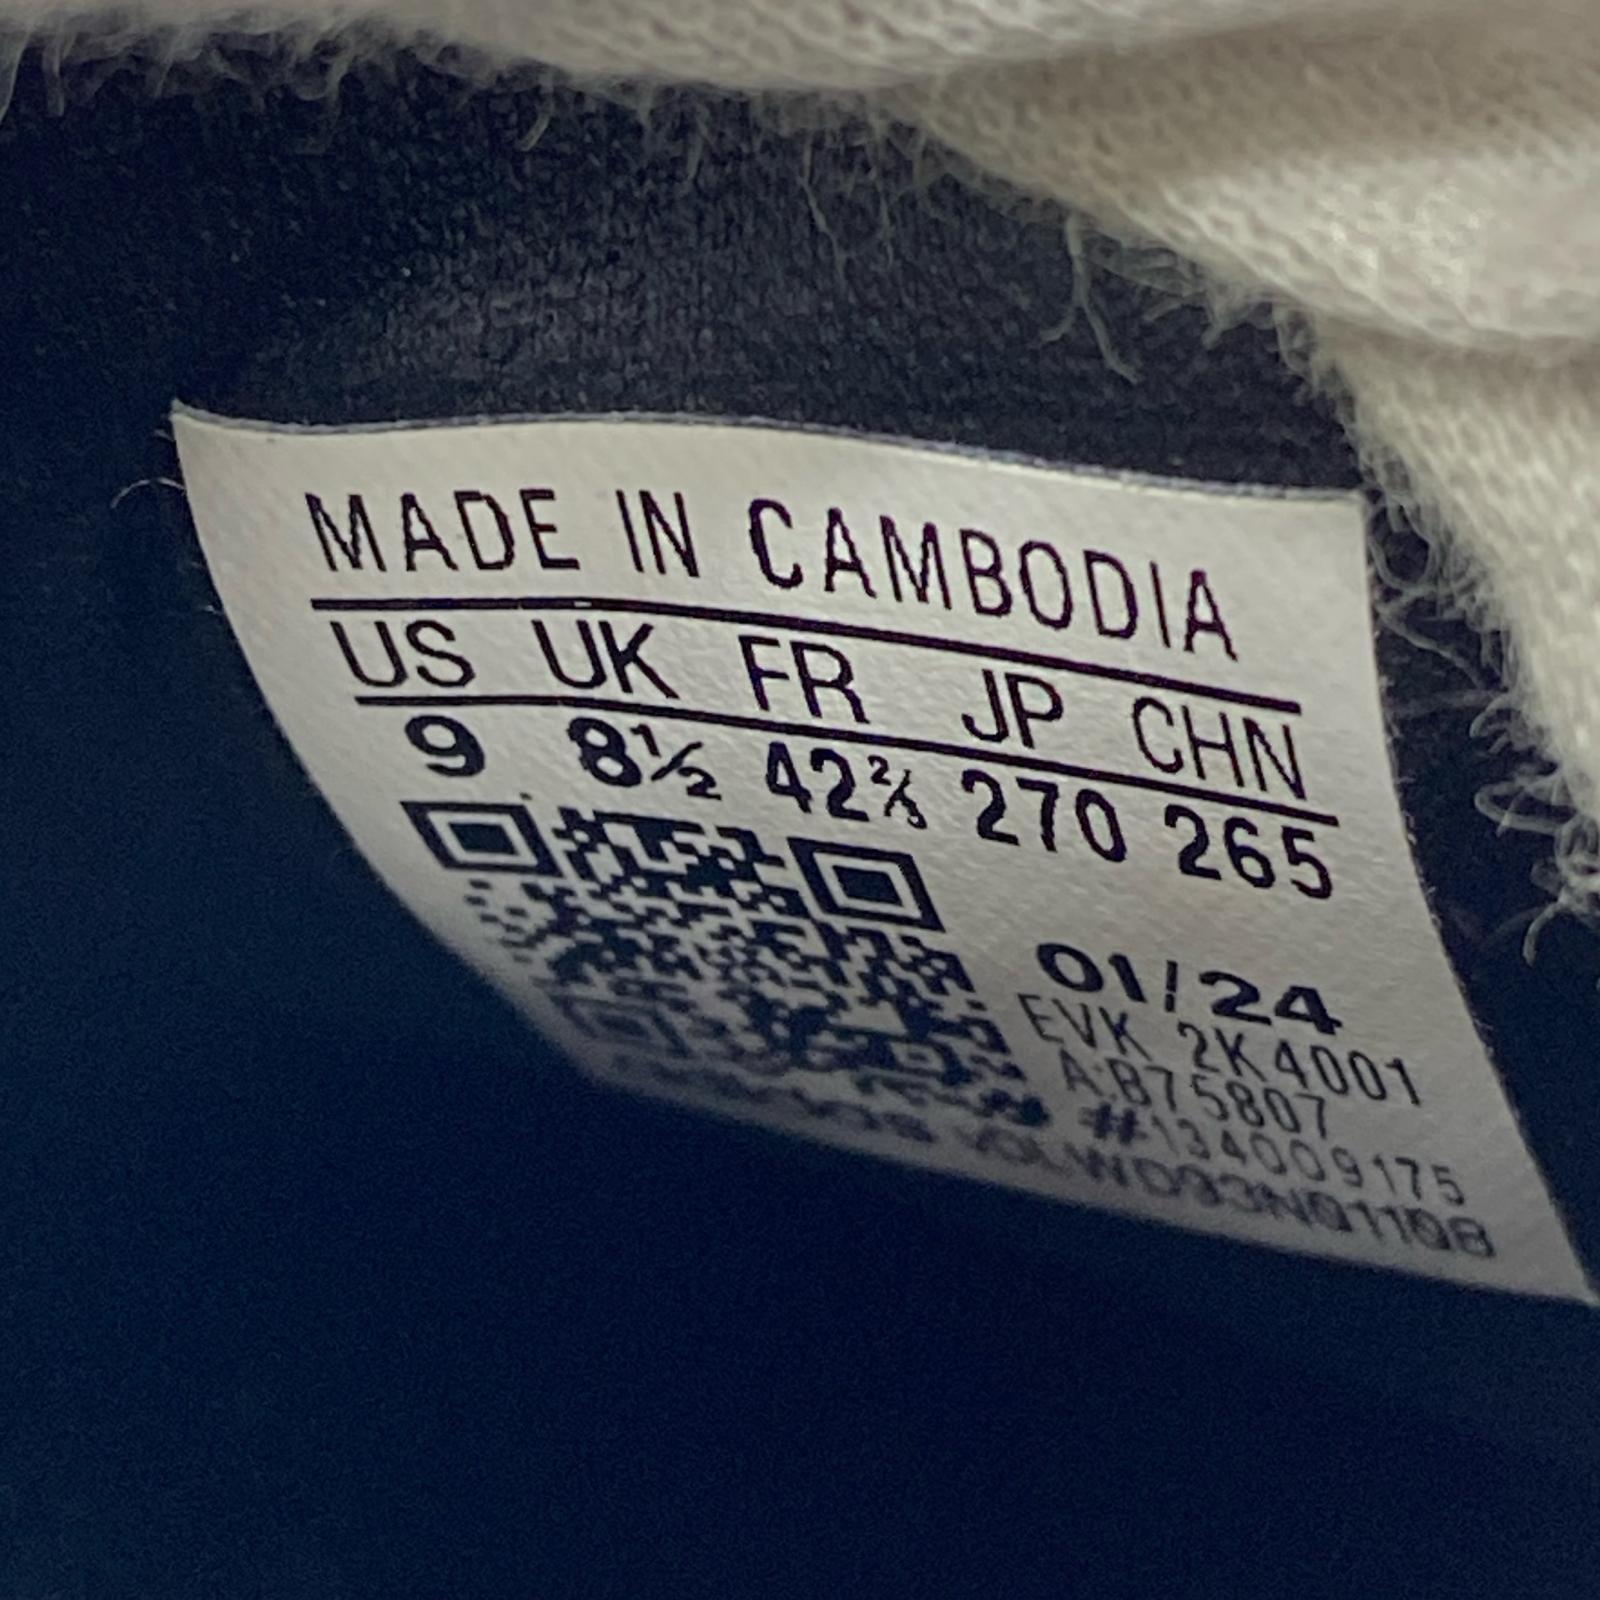 MADE IN CAMBODIA
US UK FR JP CHN
9 8½ 42⅔ 270 265
01/24
EVK 2K4001
A:B75807
#134009175